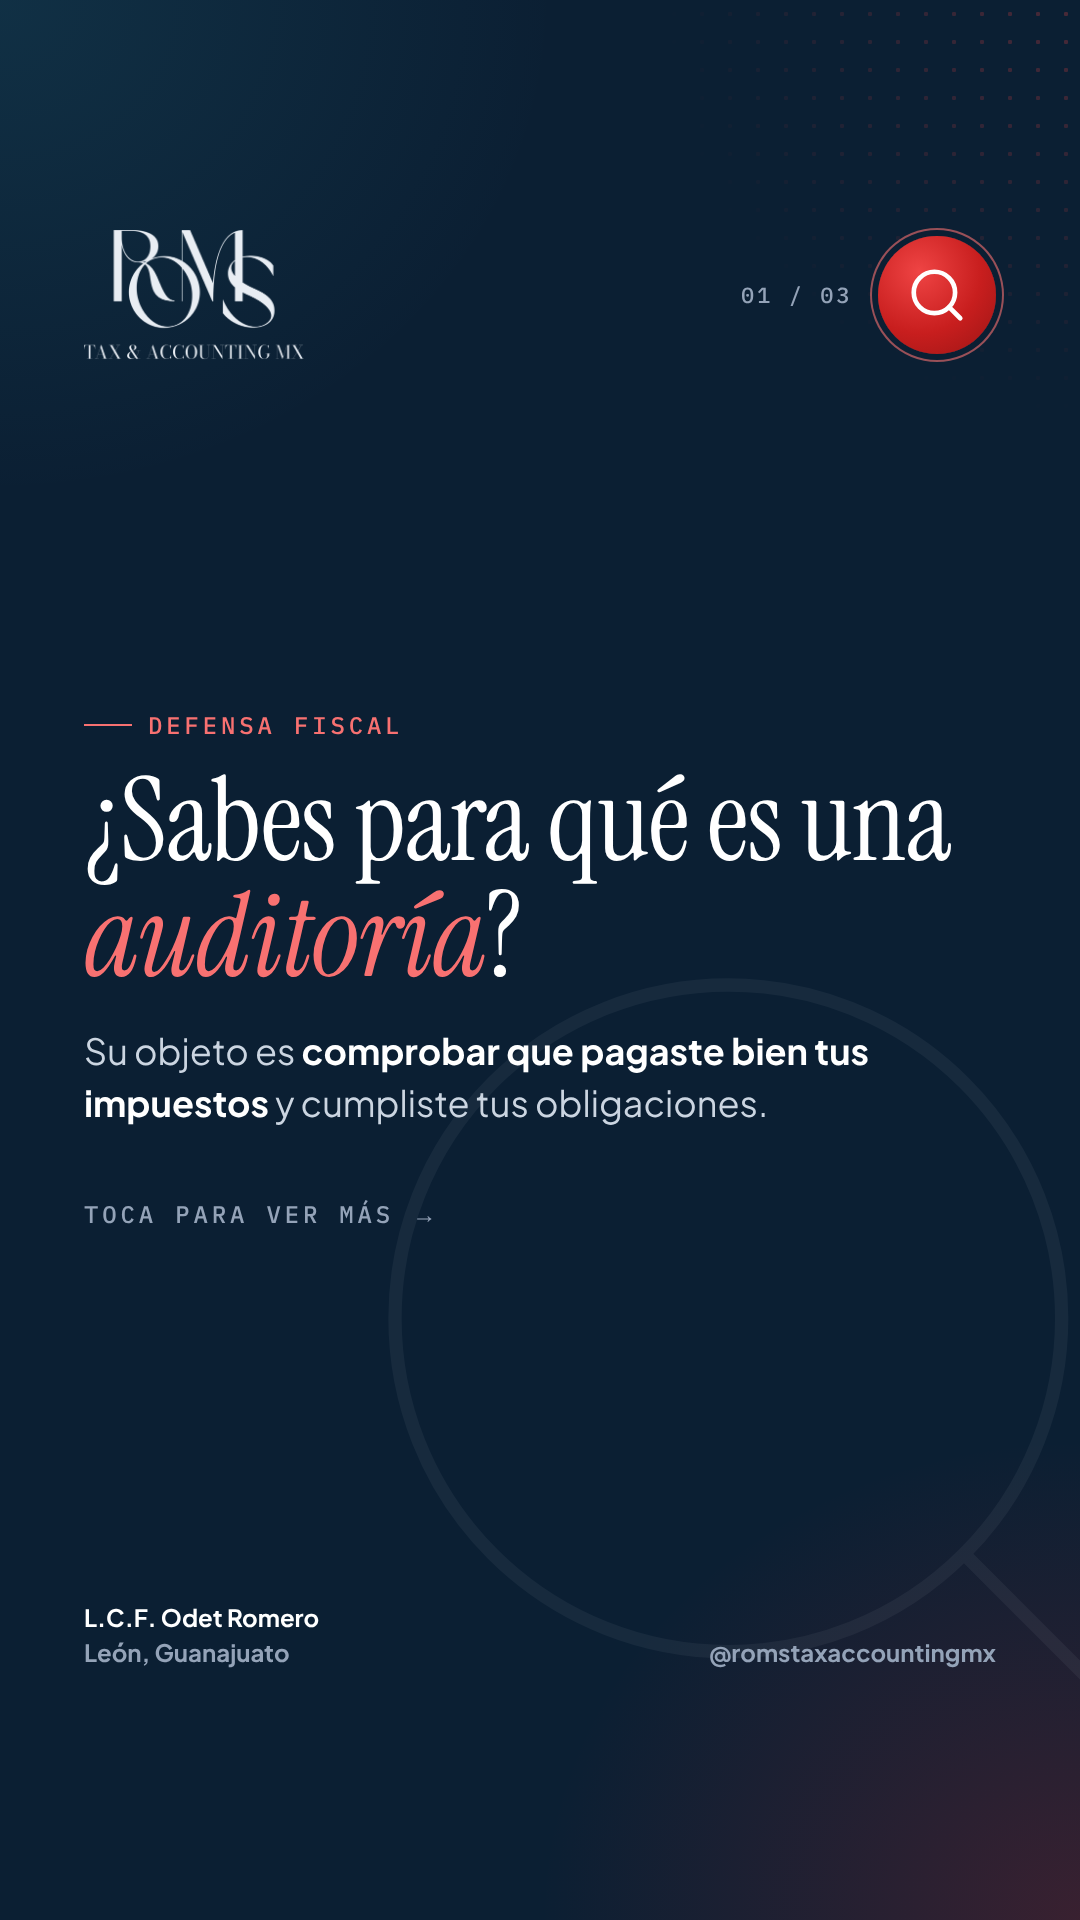 ROMS
TAX & ACCOUNTING MX
01 / 03
DEFENSA FISCAL
¿Sabes para qué es una
auditoría?
Su objeto es comprobar que pagaste bien tus
impuestos y cumpliste tus obligaciones.
TOCA PARA VER MÁS →
L.C.F. Odet Romero
León, Guanajuato
@romstaxaccountingmx